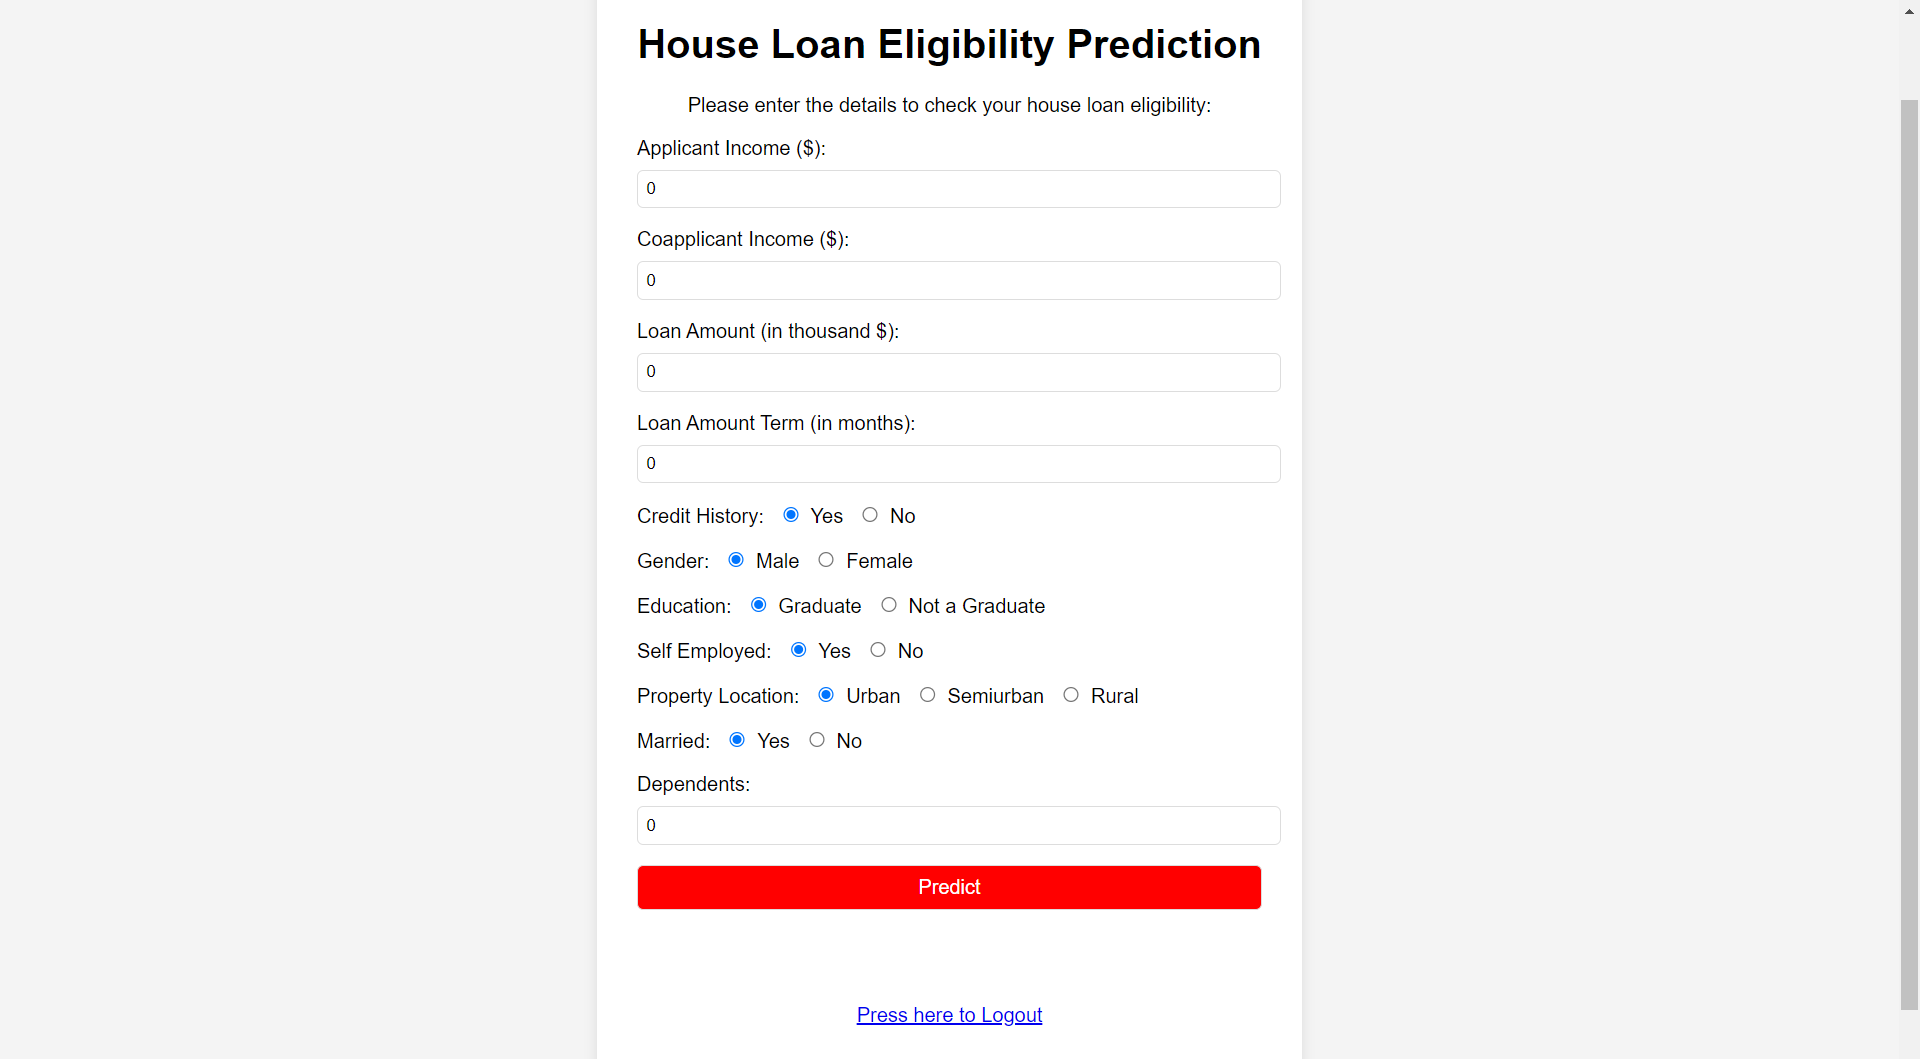 House Loan Eligibility Prediction
Please enter the details to check your house loan eligibility:
Applicant Income ($):
0
Coapplicant Income ($):
0
Loan Amount (in thousand $):
0
Loan Amount Term (in months):
0
Credit History: Yes No
Gender: Male Female
Education: Graduate Not a Graduate
Self Employed: Yes No
Property Location: Urban Semiurban Rural
Married: Yes No
Dependents:
0
Predict
Press here to Logout